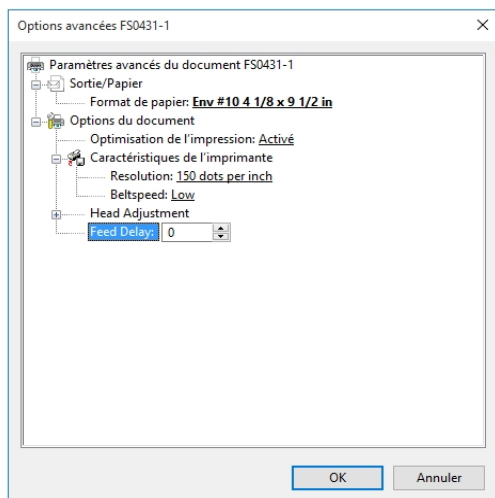 Options avancées FS0431-1
Paramètres avancés du document FS0431-1
Sortie/Papier
Format de papier: Env #10 4 1/8 x 9 1/2 in
Options du document
Optimisation de l'impression: Activé
Caractéristiques de l'imprimante
Resolution: 150 dots per inch
Beltspeed: Low
Head Adjustment
Feed Delay: 0
OK Annuler